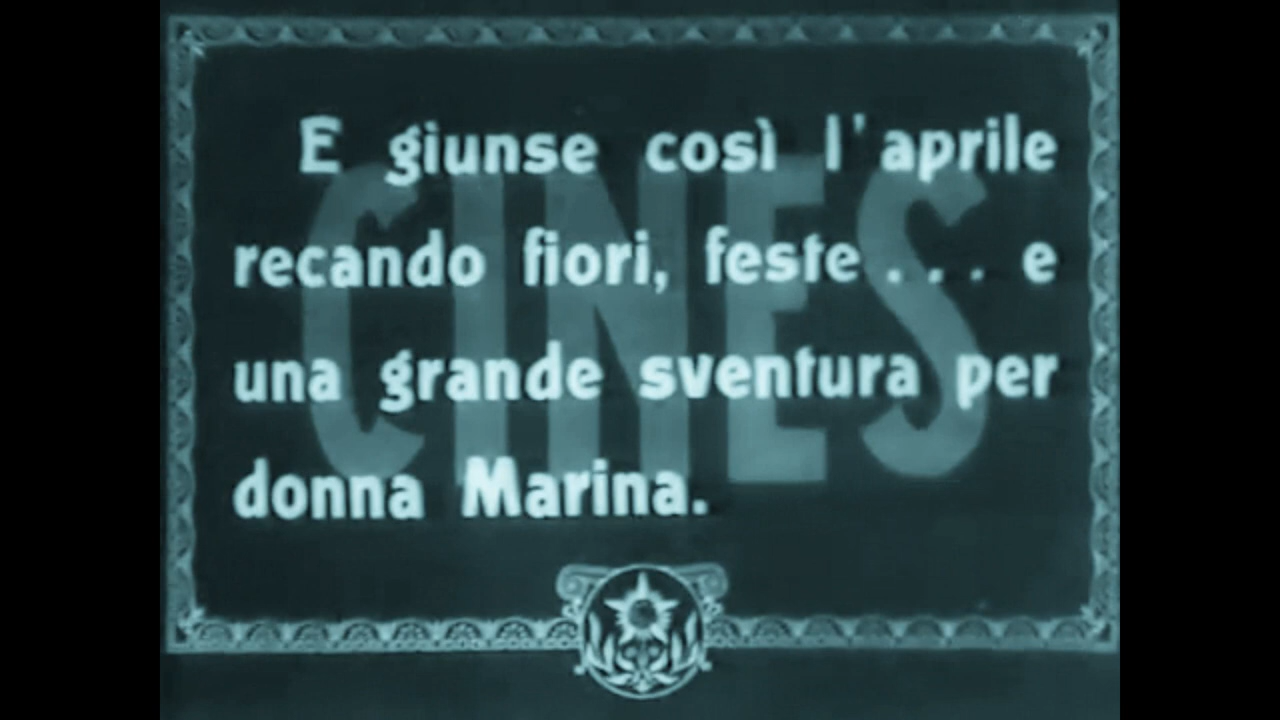 CINES
E giunse così l'aprile
recando fiori, feste... e
una grande sventura per
donna Marina.